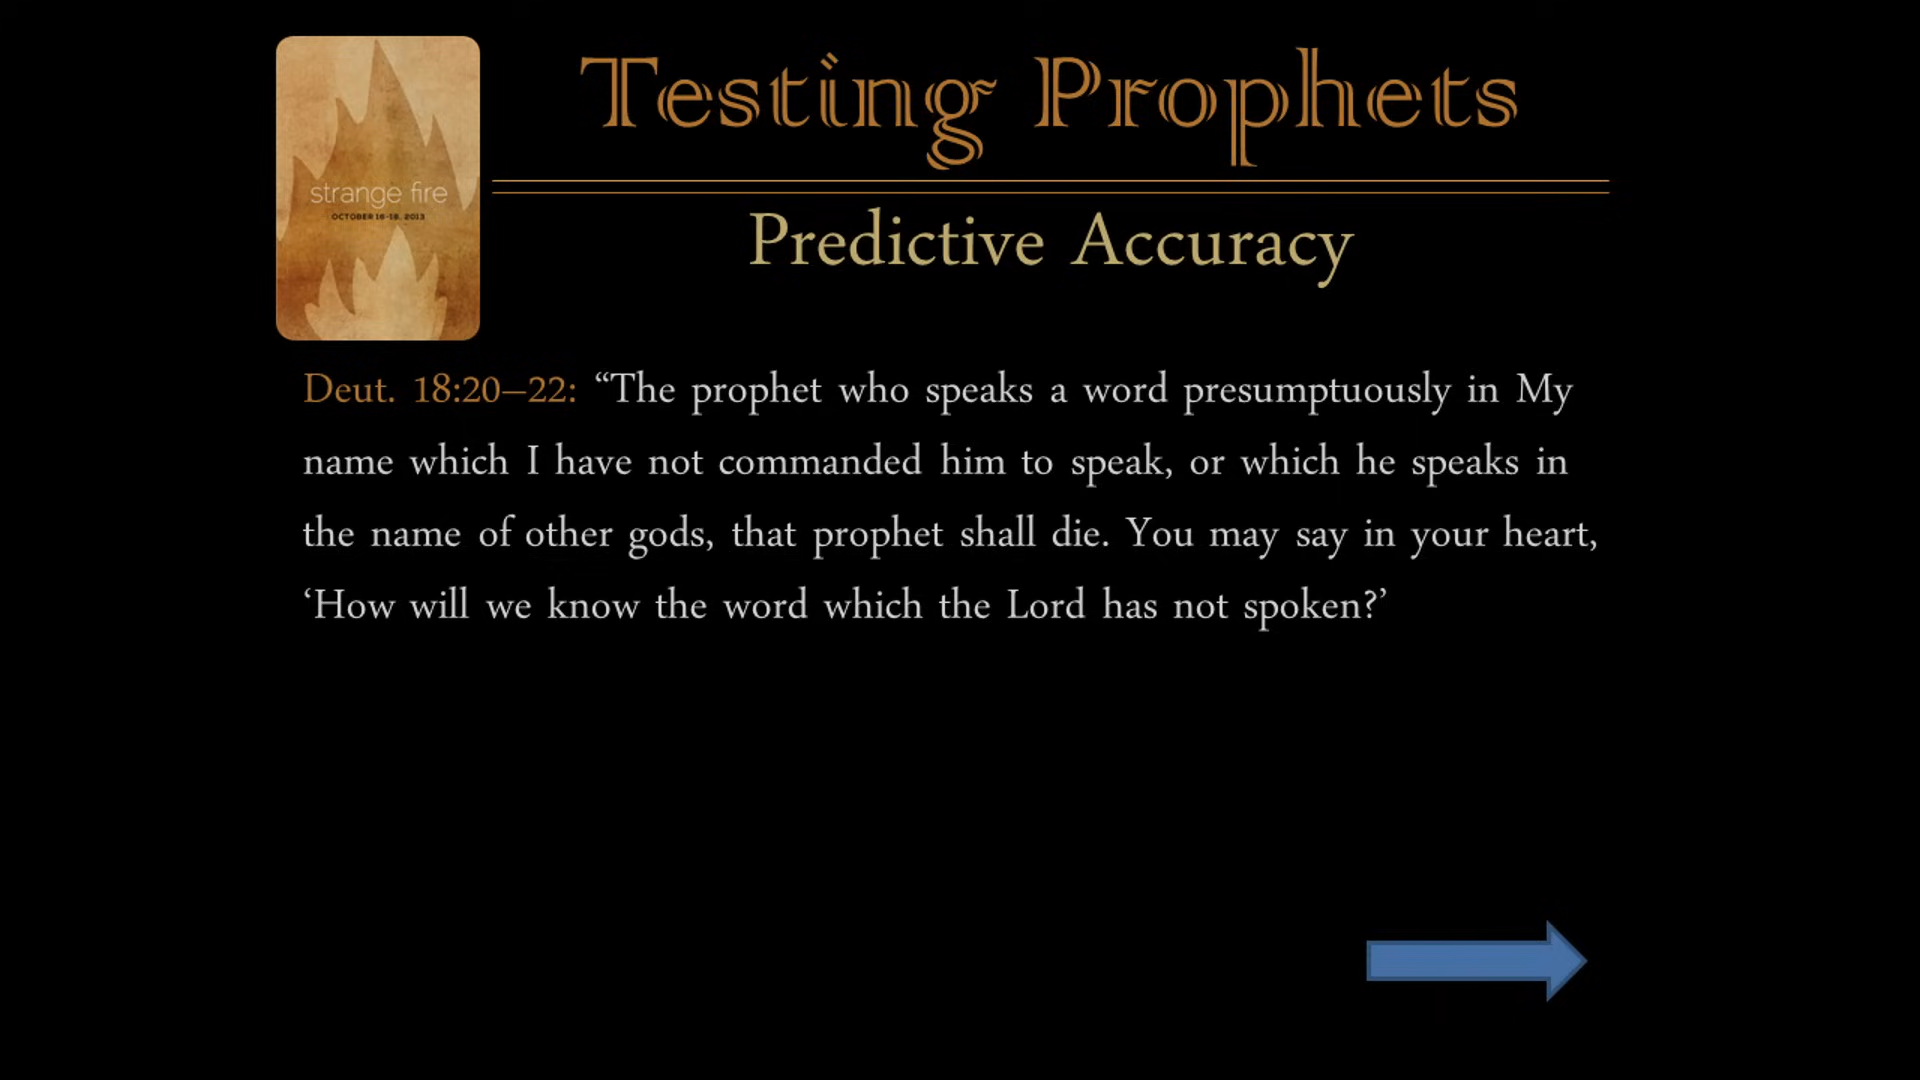 Testing Prophets
strange fire
OCTOBER 16-18, 2013
Predictive Accuracy
Deut. 18:20–22: “The prophet who speaks a word presumptuously in My
name which I have not commanded him to speak, or which he speaks in
the name of other gods, that prophet shall die. You may say in your heart,
‘How will we know the word which the Lord has not spoken?’